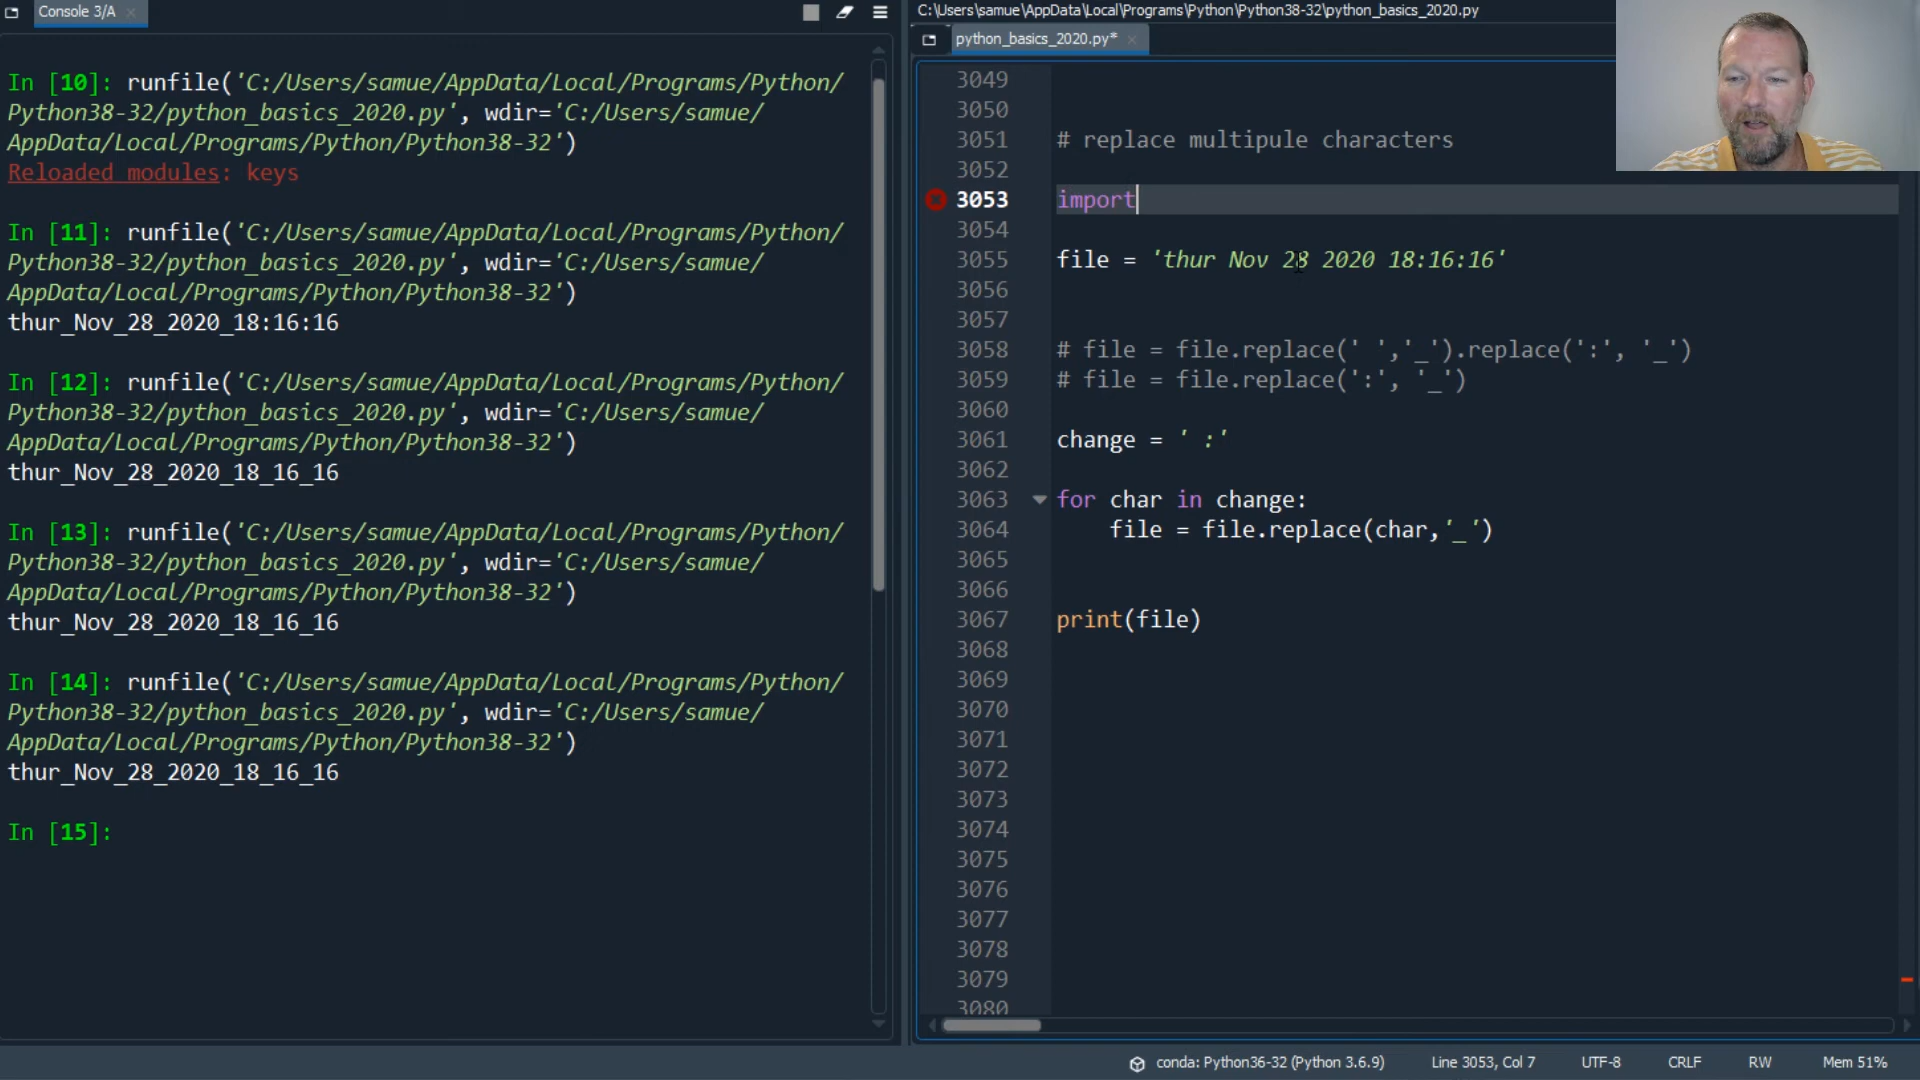 Console 3/A
In [10]: runfile('C:/Users/samue/AppData/Local/Programs/Python/
Python38-32/python_basics_2020.py', wdir='C:/Users/samue/
AppData/Local/Programs/Python/Python38-32')
Reloaded modules: keys
In [11]: runfile('C:/Users/samue/AppData/Local/Programs/Python/
Python38-32/python_basics_2020.py', wdir='C:/Users/samue/
AppData/Local/Programs/Python/Python38-32')
thur_Nov_28_2020_18:16:16
In [12]: runfile('C:/Users/samue/AppData/Local/Programs/Python/
Python38-32/python_basics_2020.py', wdir='C:/Users/samue/
AppData/Local/Programs/Python/Python38-32')
thur_Nov_28_2020_18_16_16
In [13]: runfile('C:/Users/samue/AppData/Local/Programs/Python/
Python38-32/python_basics_2020.py', wdir='C:/Users/samue/
AppData/Local/Programs/Python/Python38-32')
thur_Nov_28_2020_18_16_16
In [14]: runfile('C:/Users/samue/AppData/Local/Programs/Python/
Python38-32/python_basics_2020.py', wdir='C:/Users/samue/
AppData/Local/Programs/Python/Python38-32')
thur_Nov_28_2020_18_16_16
In [15]:
C:\Users\samue\AppData\Local\Programs\Python\Python38-32\python_basics_2020.py
python_basics_2020.py*
3049
3050
3051 # replace multipule characters
3052
3053 import
3054
3055 file = 'thur Nov 28 2020 18:16:16'
3056
3057
3058 # file = file.replace(' ','_').replace(':', '_')
3059 # file = file.replace(':', '_')
3060
3061 change = ' :'
3062
3063 for char in change:
3064     file = file.replace(char,'_')
3065
3066
3067 print(file)
3068
3069
3070
3071
3072
3073
3074
3075
3076
3077
3078
3079
3080
conda: Python36-32 (Python 3.6.9) Line 3053, Col 7 UTF-8 CRLF RW Mem 51%